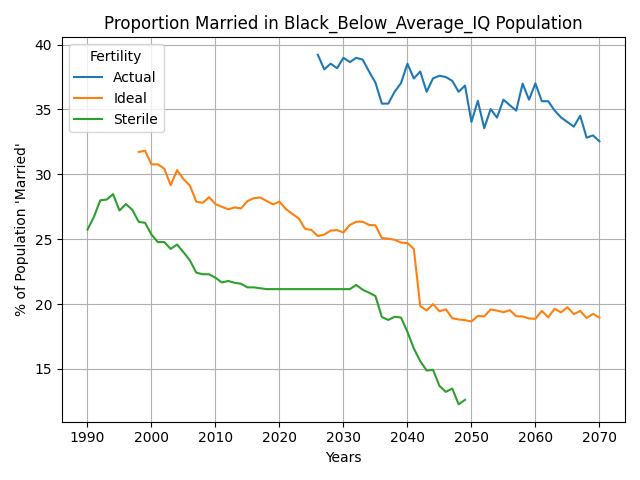 Proportion Married in Black_Below_Average_IQ Population
Fertility
Actual
Ideal
Sterile
% of Population 'Married'
40
35
30
25
20
15
1990 2000 2010 2020 2030 2040 2050 2060 2070
Years